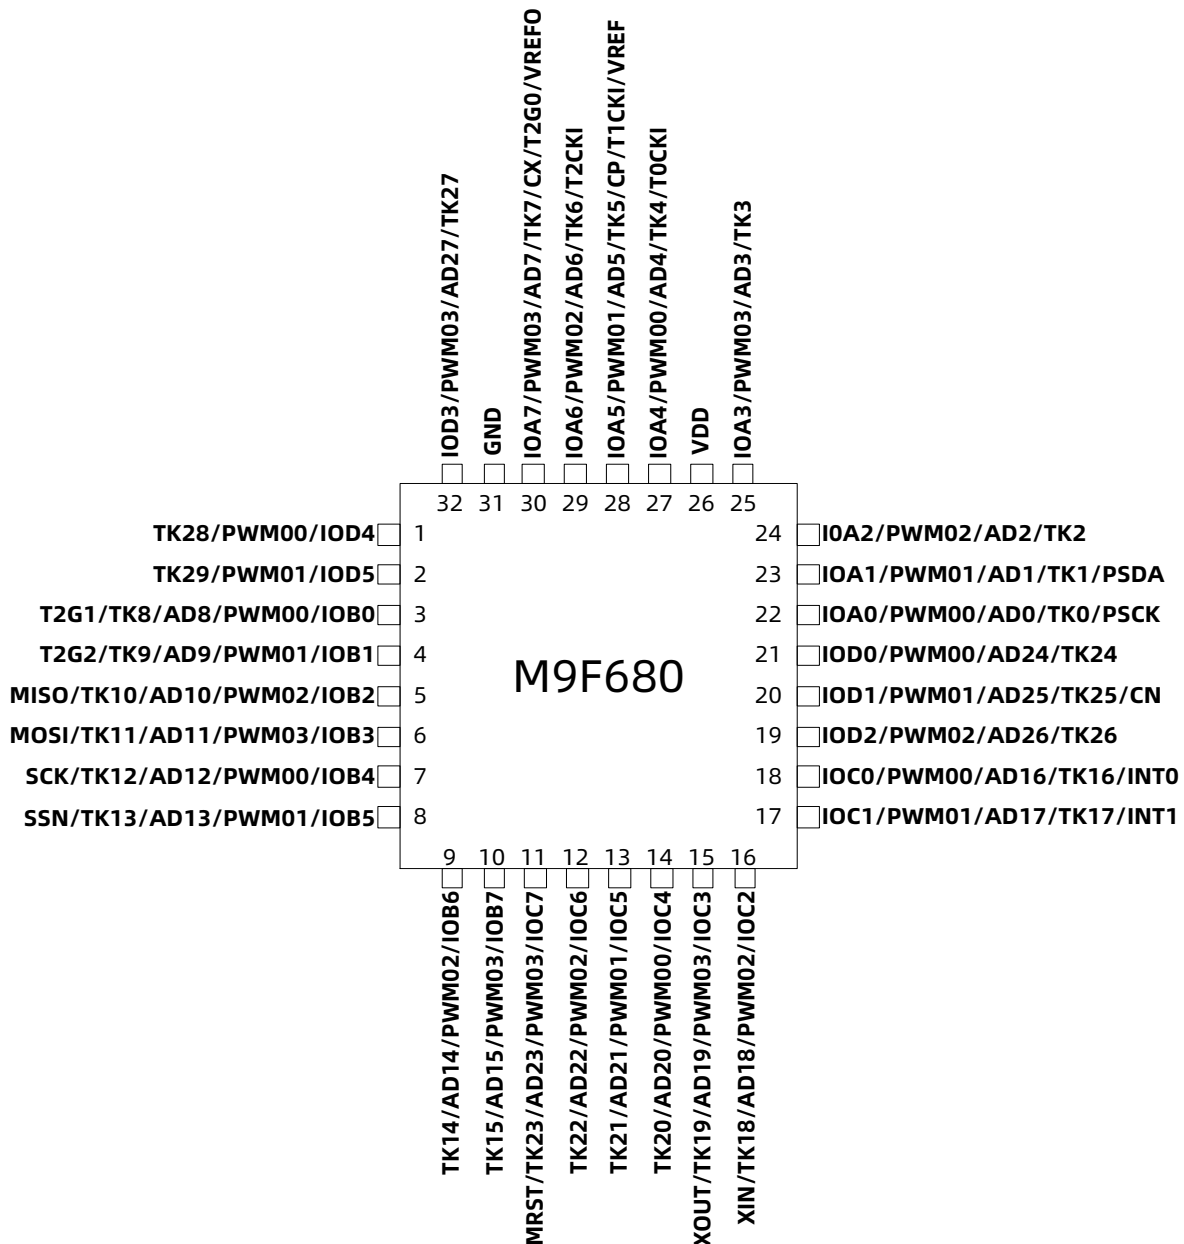 IOD3/PWM03/AD27/TK27
GND
IOA7/PWM03/AD7/TK7/CX/T2G0/VREFO
IOA6/PWM02/AD6/TK6/T2CKI
IOA5/PWM01/AD5/TK5/CP/T1CKI/VREF
IOA4/PWM00/AD4/TK4/T0CKI
VDD
IOA3/PWM03/AD3/TK3
32 31 30 29 28 27 26 25
TK28/PWM00/IOD4 1
TK29/PWM01/IOD5 2
T2G1/TK8/AD8/PWM00/IOB0 3
T2G2/TK9/AD9/PWM01/IOB1 4
MISO/TK10/AD10/PWM02/IOB2 5
MOSI/TK11/AD11/PWM03/IOB3 6
SCK/TK12/AD12/PWM00/IOB4 7
SSN/TK13/AD13/PWM01/IOB5 8
M9F680
24 I0A2/PWM02/AD2/TK2
23 IOA1/PWM01/AD1/TK1/PSDA
22 IOA0/PWM00/AD0/TK0/PSCK
21 IOD0/PWM00/AD24/TK24
20 IOD1/PWM01/AD25/TK25/CN
19 IOD2/PWM02/AD26/TK26
18 IOC0/PWM00/AD16/TK16/INT0
17 IOC1/PWM01/AD17/TK17/INT1
9 10 11 12 13 14 15 16
TK14/AD14/PWM02/IOB6
TK15/AD15/PWM03/IOB7
MRST/TK23/AD23/PWM03/IOC7
TK22/AD22/PWM02/IOC6
TK21/AD21/PWM01/IOC5
TK20/AD20/PWM00/IOC4
XOUT/TK19/AD19/PWM03/IOC3
XIN/TK18/AD18/PWM02/IOC2